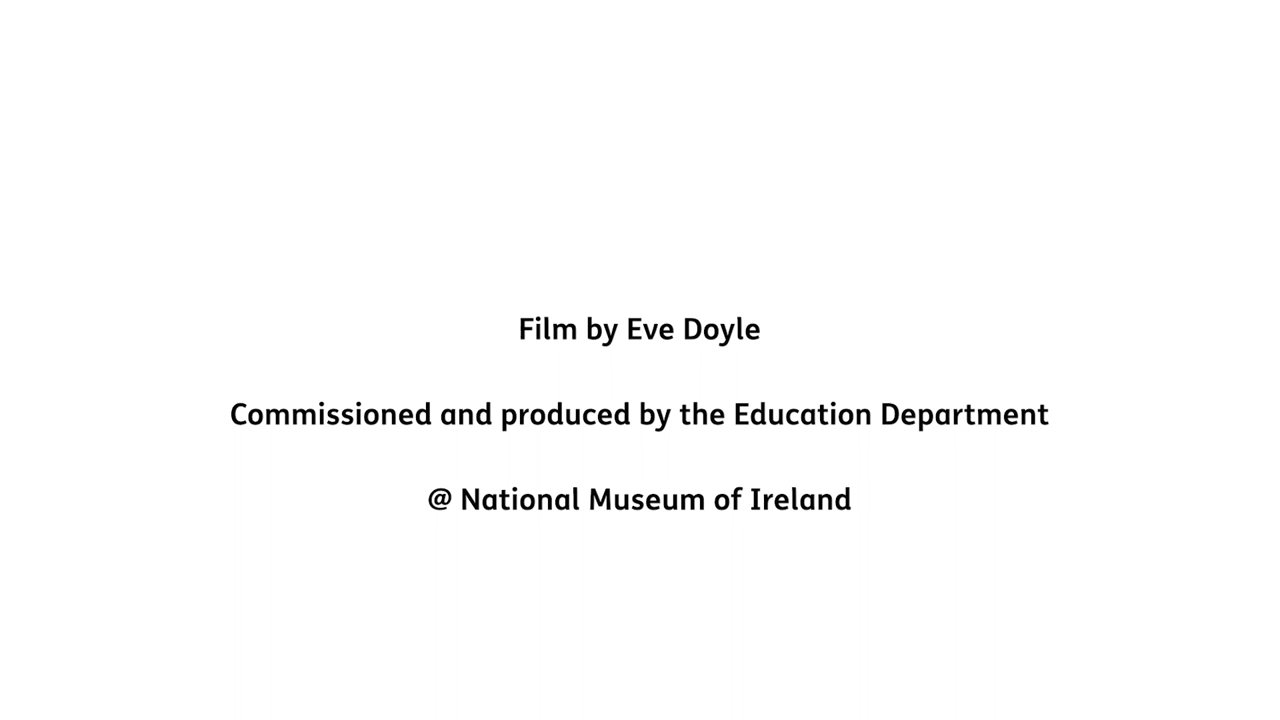 Film by Eve Doyle
Commissioned and produced by the Education Department
@ National Museum of Ireland